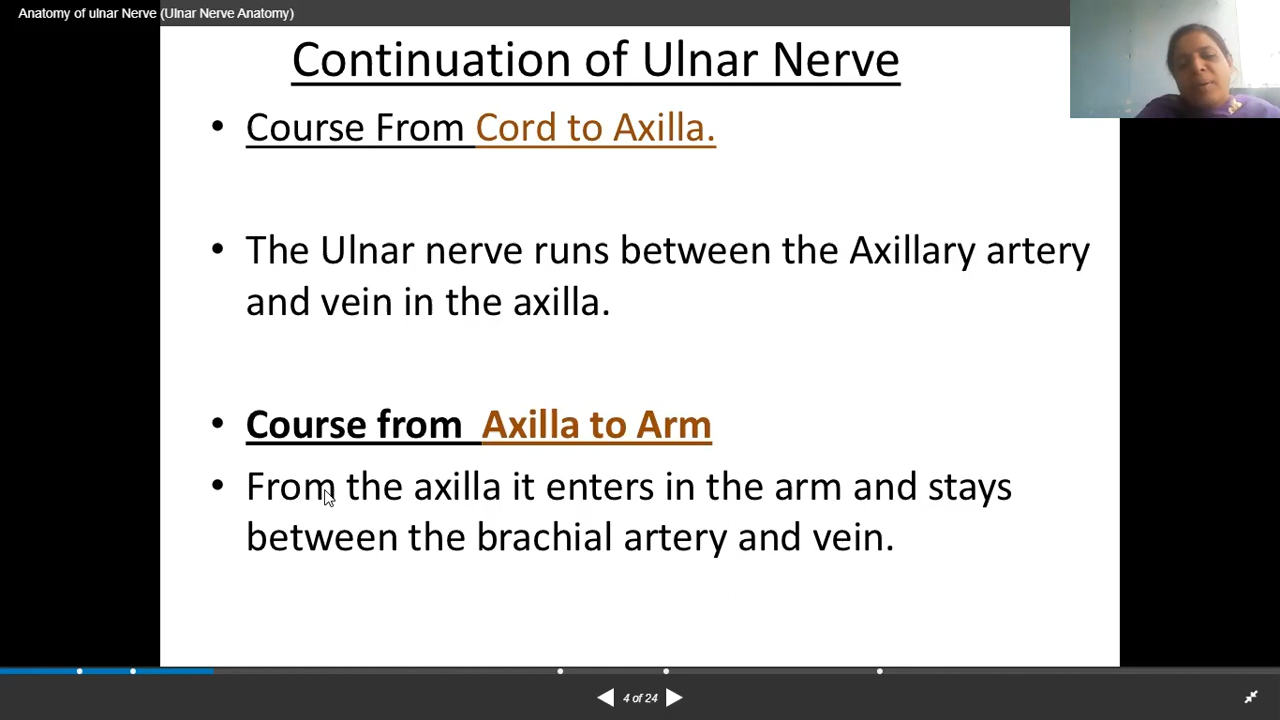 Anatomy of ulnar Nerve (Ulnar Nerve Anatomy)
Continuation of Ulnar Nerve
• Course From Cord to Axilla.
• The Ulnar nerve runs between the Axillary artery
and vein in the axilla.
• Course from Axilla to Arm
• From the axilla it enters in the arm and stays
between the brachial artery and vein.
4 of 24